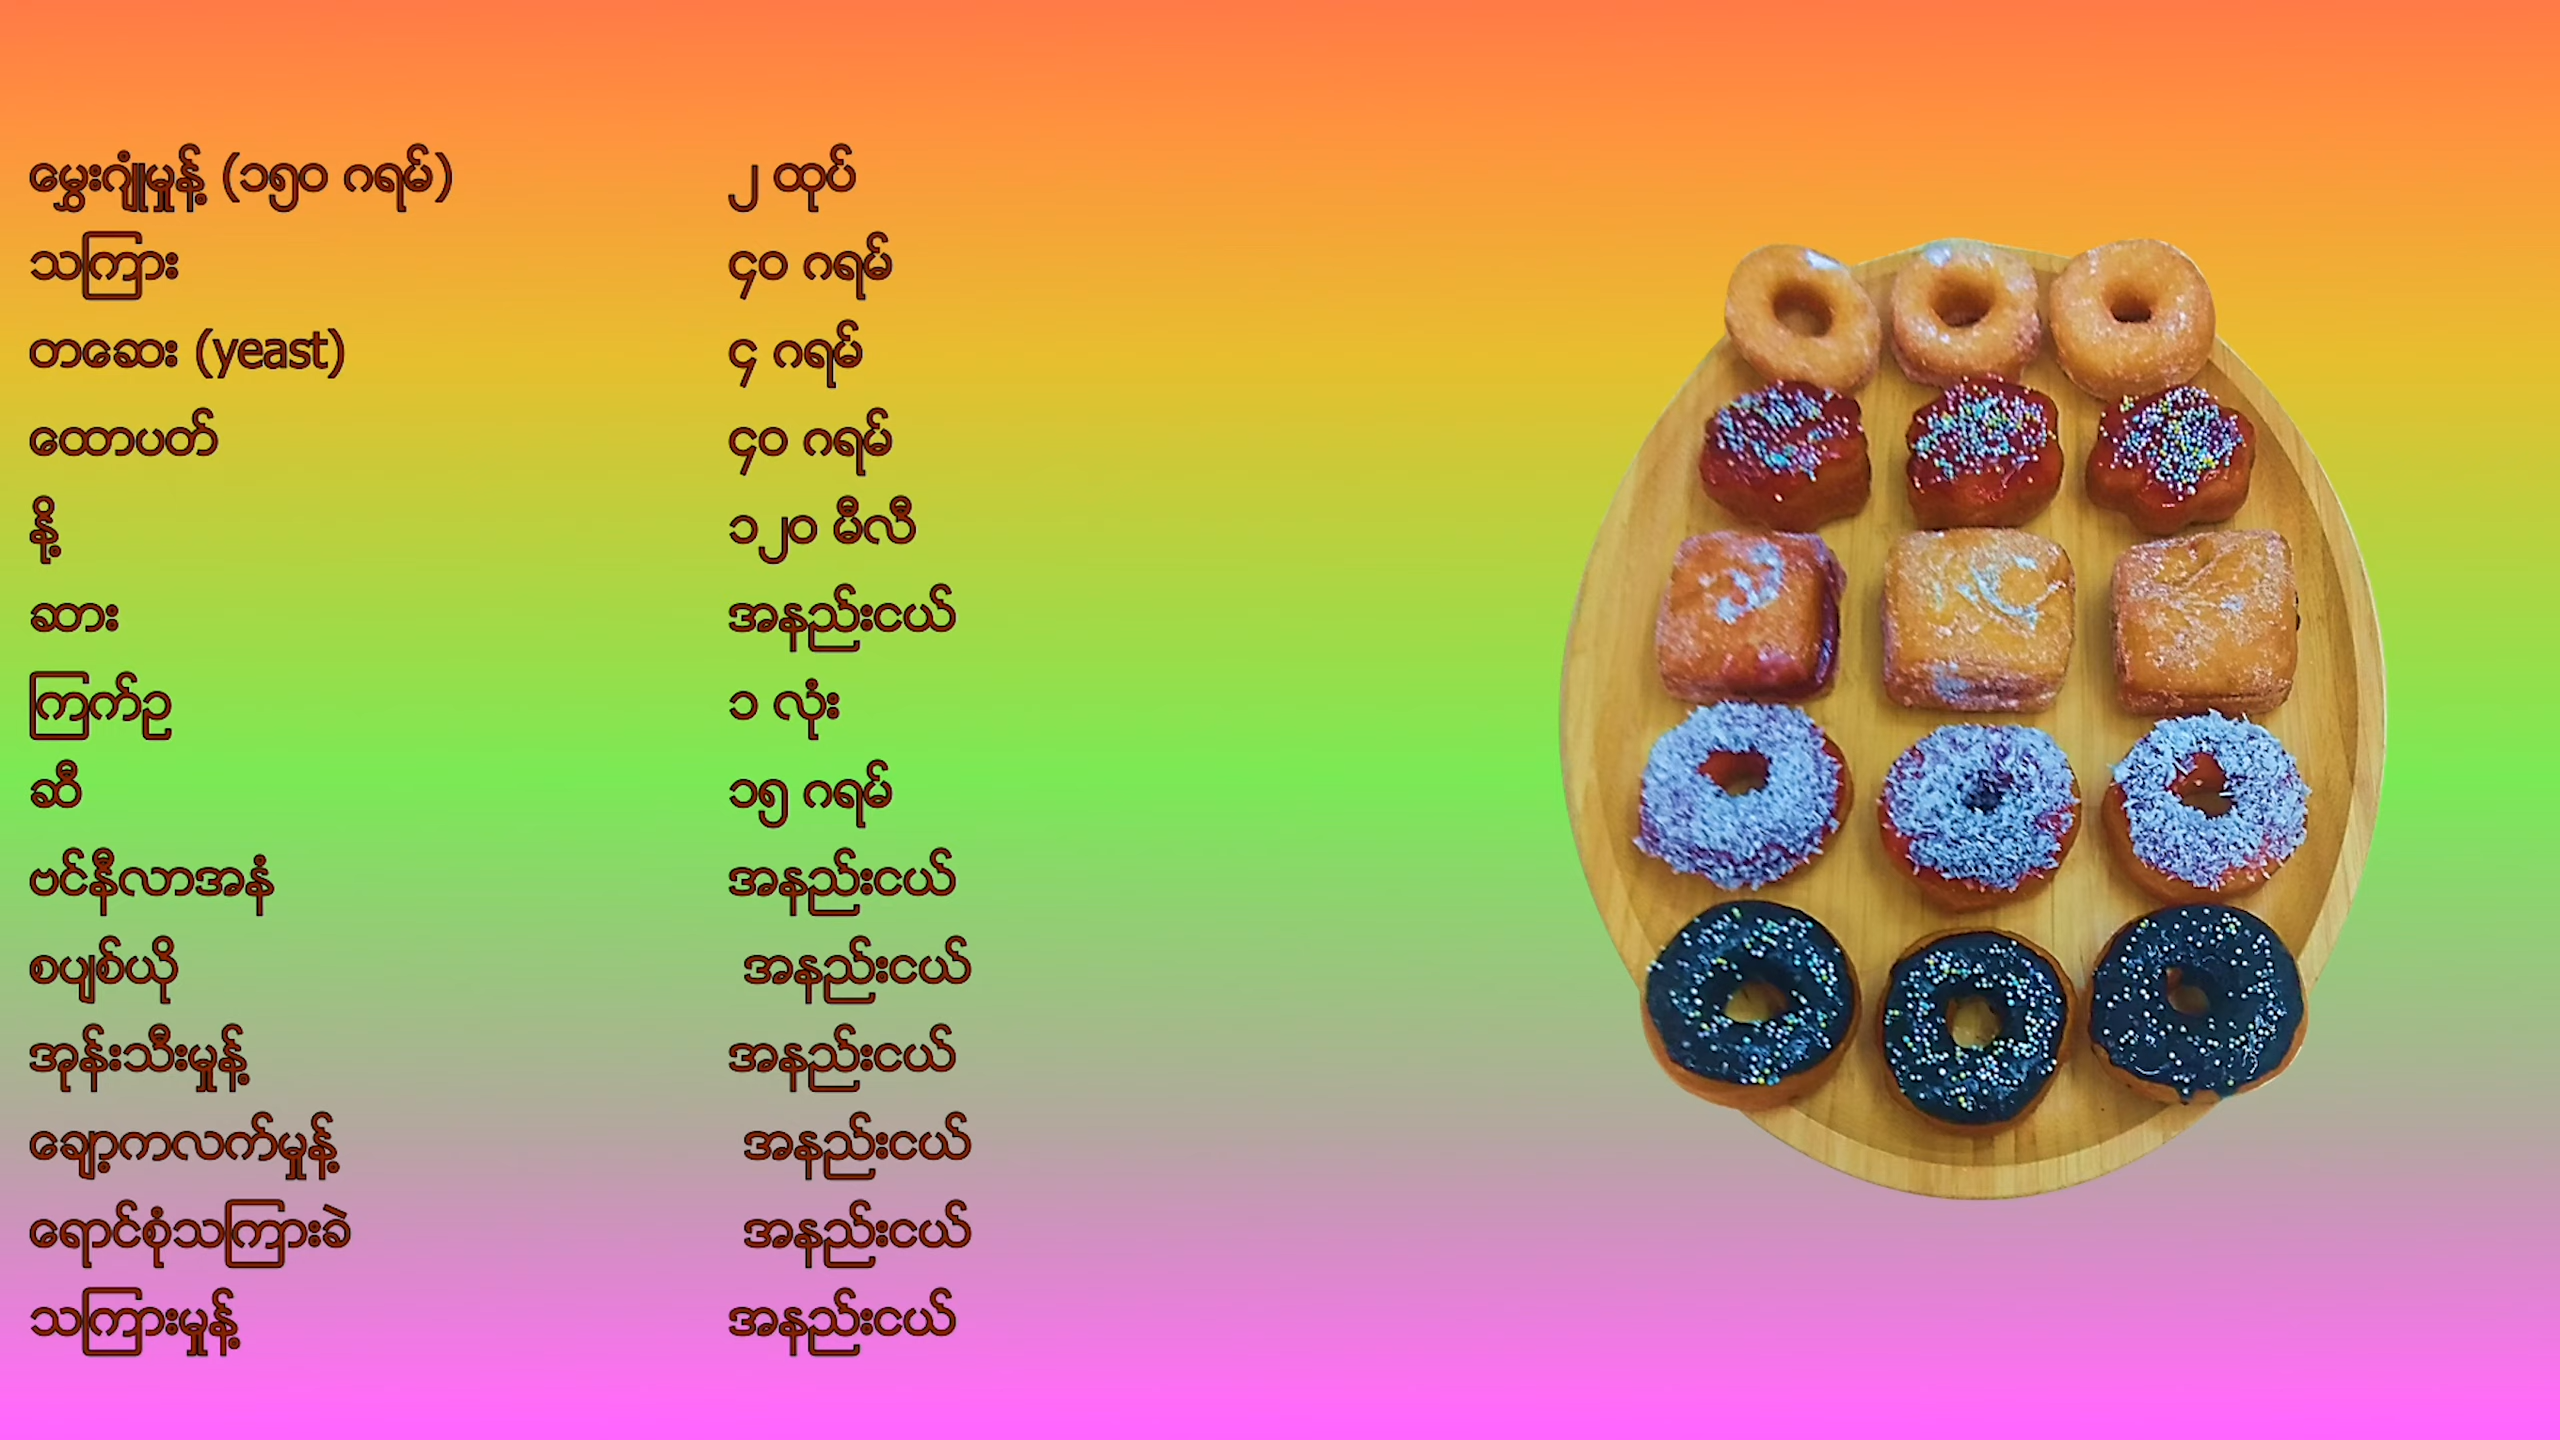 မွှေးဂျုံမှုန့် (၁၅၀ ဂရမ်) ၂ ထုပ်
သကြား ၄၀ ဂရမ်
တဆေး (yeast) ၄ ဂရမ်
ထောပတ် ၄၀ ဂရမ်
နို့ ၁၂၀ မီလီ
ဆား အနည်းငယ်
ကြက်ဥ ၁ လုံး
ဆီ ၁၅ ဂရမ်
ဗင်နီလာအနံ အနည်းငယ်
စပျစ်ယို အနည်းငယ်
အုန်းသီးမှုန့် အနည်းငယ်
ချော့ကလက်မှုန့် အနည်းငယ်
ရောင်စုံသကြားခဲ အနည်းငယ်
သကြားမှုန့် အနည်းငယ်